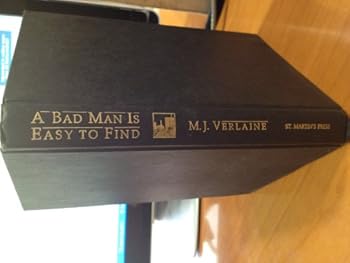 A BAD MAN IS
EASY TO FIND
M.J. VERLAINE
ST. MARTIN'S PRESS